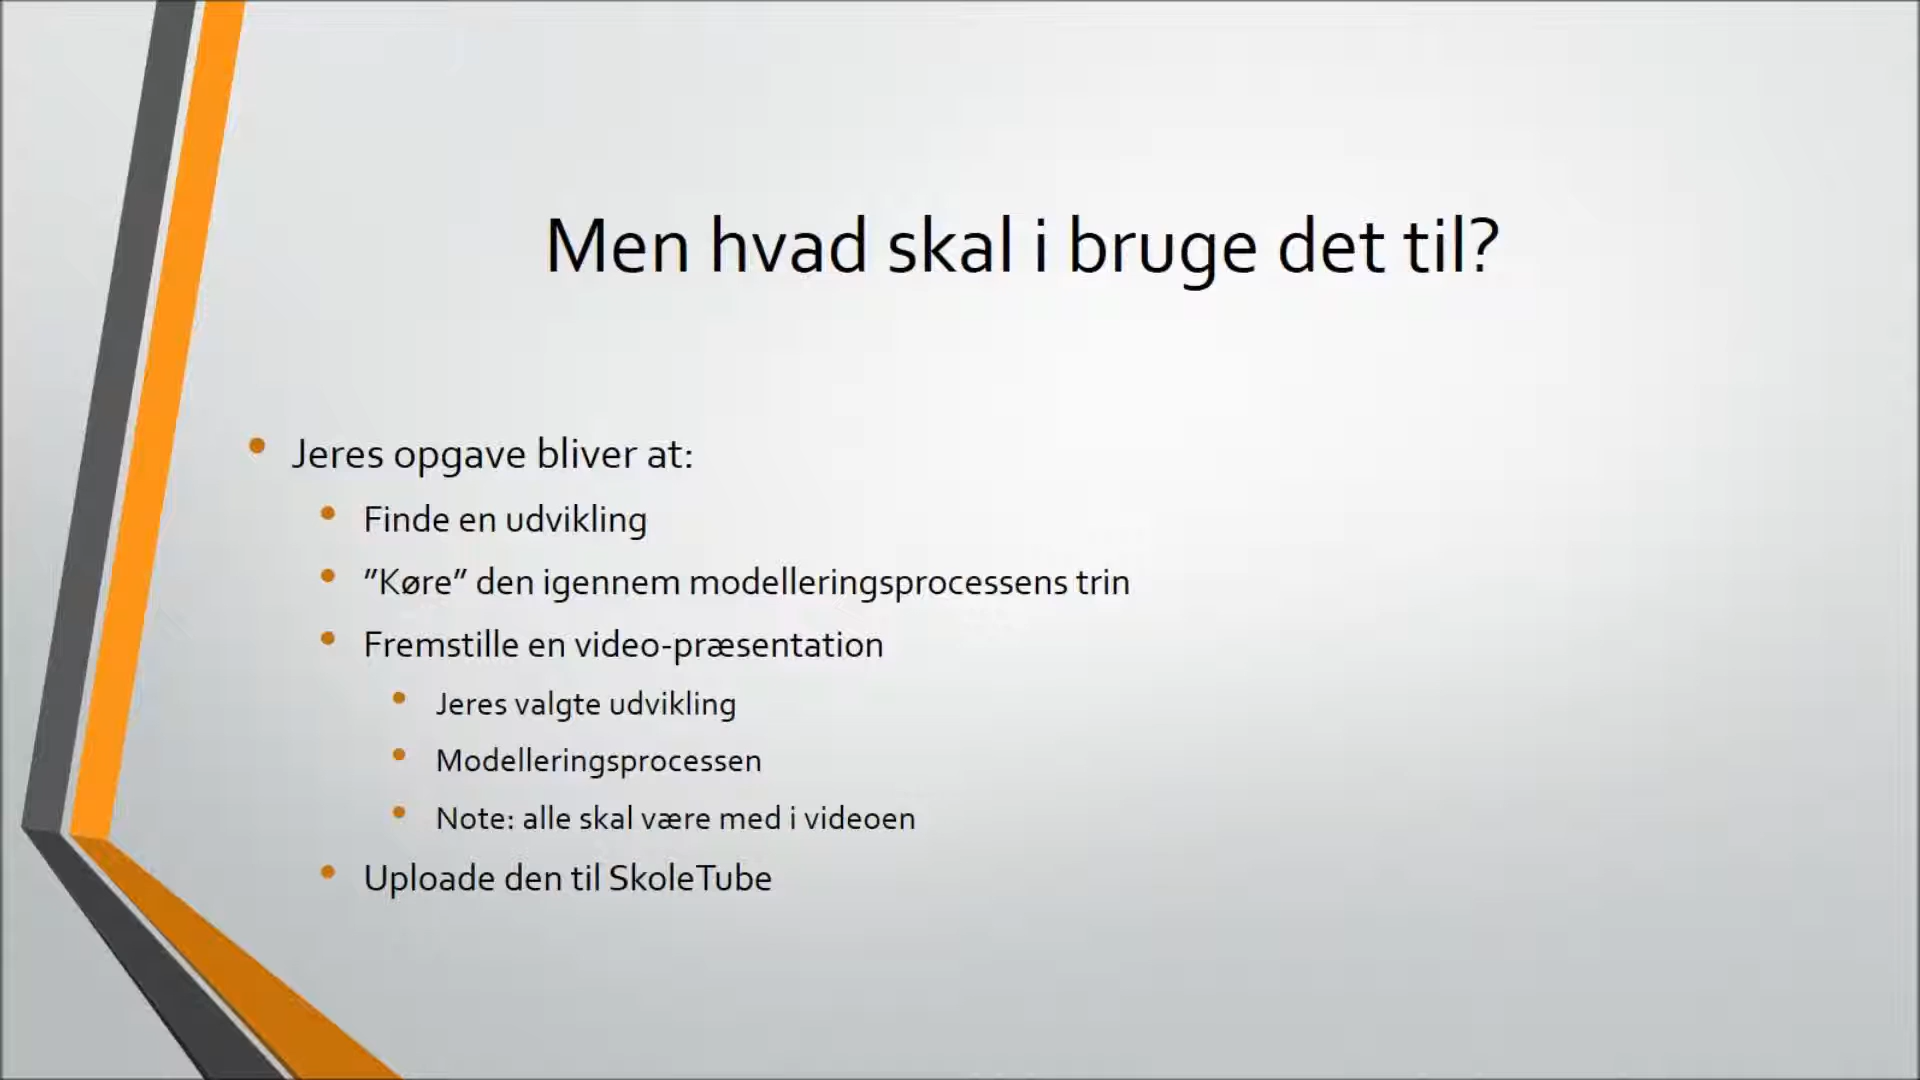 Men hvad skal i bruge det til?
Jeres opgave bliver at:
Finde en udvikling
”Køre” den igennem modelleringsprocessens trin
Fremstille en video-præsentation
Jeres valgte udvikling
Modelleringsprocessen
Note: alle skal være med i videoen
Uploade den til SkoleTube